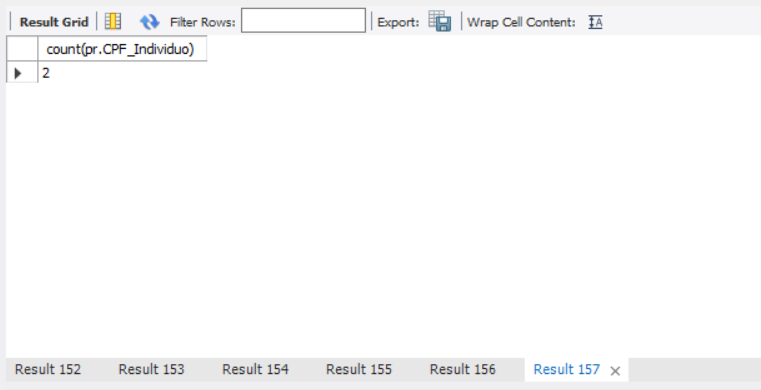 Result Grid Filter Rows: Export: Wrap Cell Content: IA
count(pr.CPF_Individuo)
2
Result 152 Result 153 Result 154 Result 155 Result 156 Result 157 ×